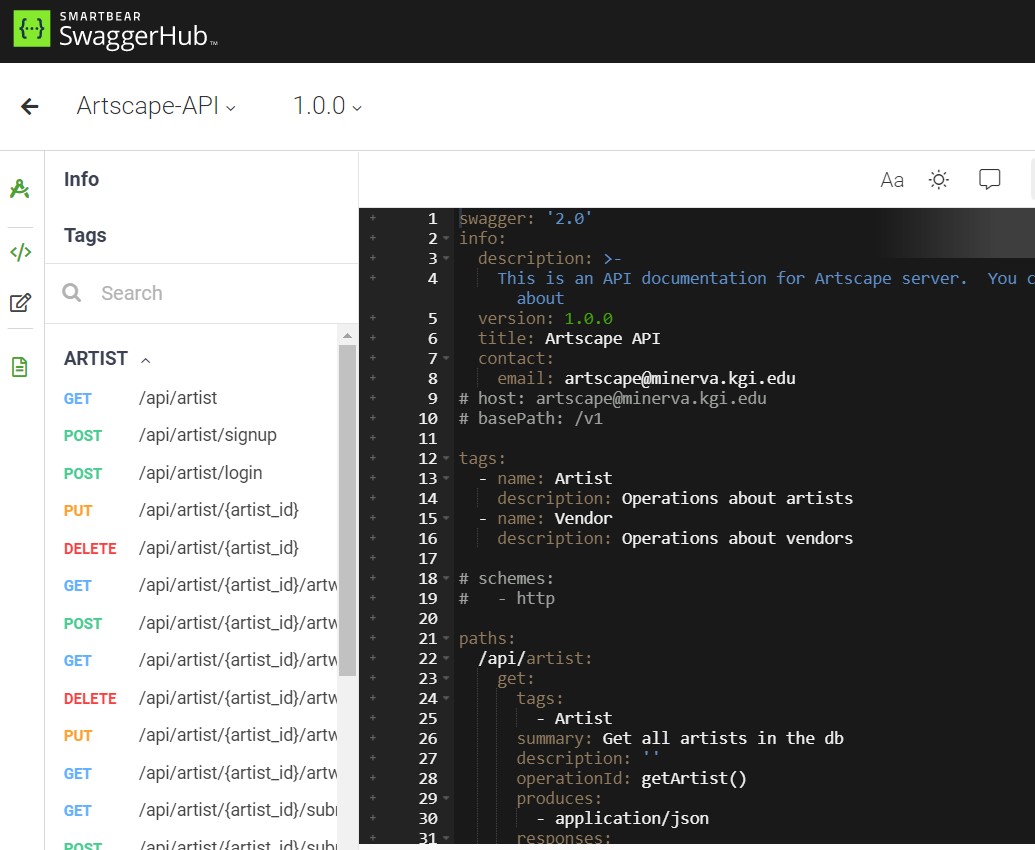 SMARTBEAR
SwaggerHub™
Artscape-API
1.0.0
Info
Tags
Search
ARTIST
GET /api/artist
POST /api/artist/signup
POST /api/artist/login
PUT /api/artist/{artist_id}
DELETE /api/artist/{artist_id}
GET /api/artist/{artist_id}/artw
POST /api/artist/{artist_id}/artw
GET /api/artist/{artist_id}/artw
DELETE /api/artist/{artist_id}/artw
PUT /api/artist/{artist_id}/artw
GET /api/artist/{artist_id}/artw
GET /api/artist/{artist_id}/subr
POST /api/artist/{artist_id}/subr
Aa
1 swagger: '2.0'
2 info:
3 description: >-
4 This is an API documentation for Artscape server.  You c
about
5 version: 1.0.0
6 title: Artscape API
7 contact:
8 email: artscape@minerva.kgi.edu
9 # host: artscape@minerva.kgi.edu
10 # basePath: /v1
11
12 tags:
13 - name: Artist
14 description: Operations about artists
15 - name: Vendor
16 description: Operations about vendors
17
18 # schemes:
19 #   - http
20
21 paths:
22 /api/artist:
23 get:
24 tags:
25 - Artist
26 summary: Get all artists in the db
27 description: ''
28 operationId: getArtist()
29 produces:
30 - application/json
31 responses: